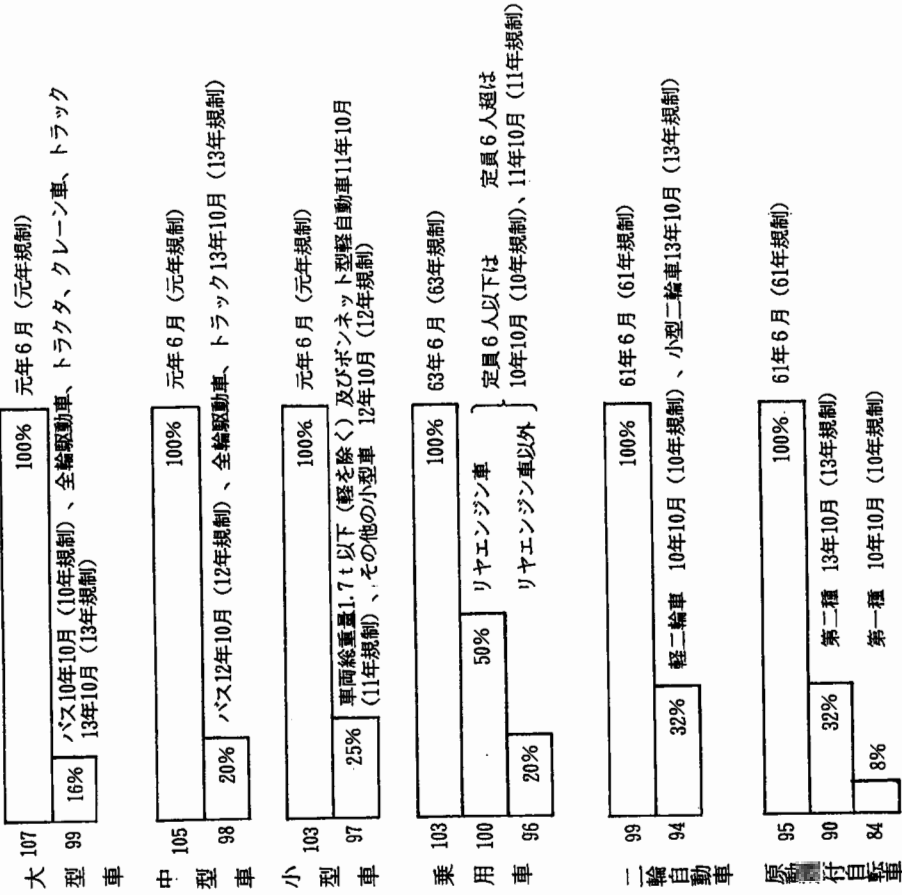 大型車
107
100%
元年6月（元年規制）
99
16%
バス10年10月（10年規制）、全輪駆動車、トラクタ、クレーン車、トラック
13年10月（13年規制）
中型車
105
100%
元年6月（元年規制）
98
20%
バス12年10月（12年規制）、全輪駆動車、トラック13年10月（13年規制）
小型車
103
100%
元年6月（元年規制）
97
25%
車両総重量1.7t以下（軽を除く）及びボンネット型軽自動車11年10月
（11年規制）、その他の小型車 12年10月（12年規制）
乗用車
103
100%
63年6月（63年規制）
100
50%
リヤエンジン車
96
20%
リヤエンジン車以外
定員6人以下は
10年10月（10年規制）、
定員6人超は
11年10月（11年規制）
二輪自動車
99
100%
61年6月（61年規制）
94
32%
軽二輪車 10年10月（10年規制）、小型二輪車13年10月（13年規制）
原付自転車
95
100%
61年6月（61年規制）
90
32%
第二種 13年10月（13年規制）
84
8%
第一種 10年10月（10年規制）